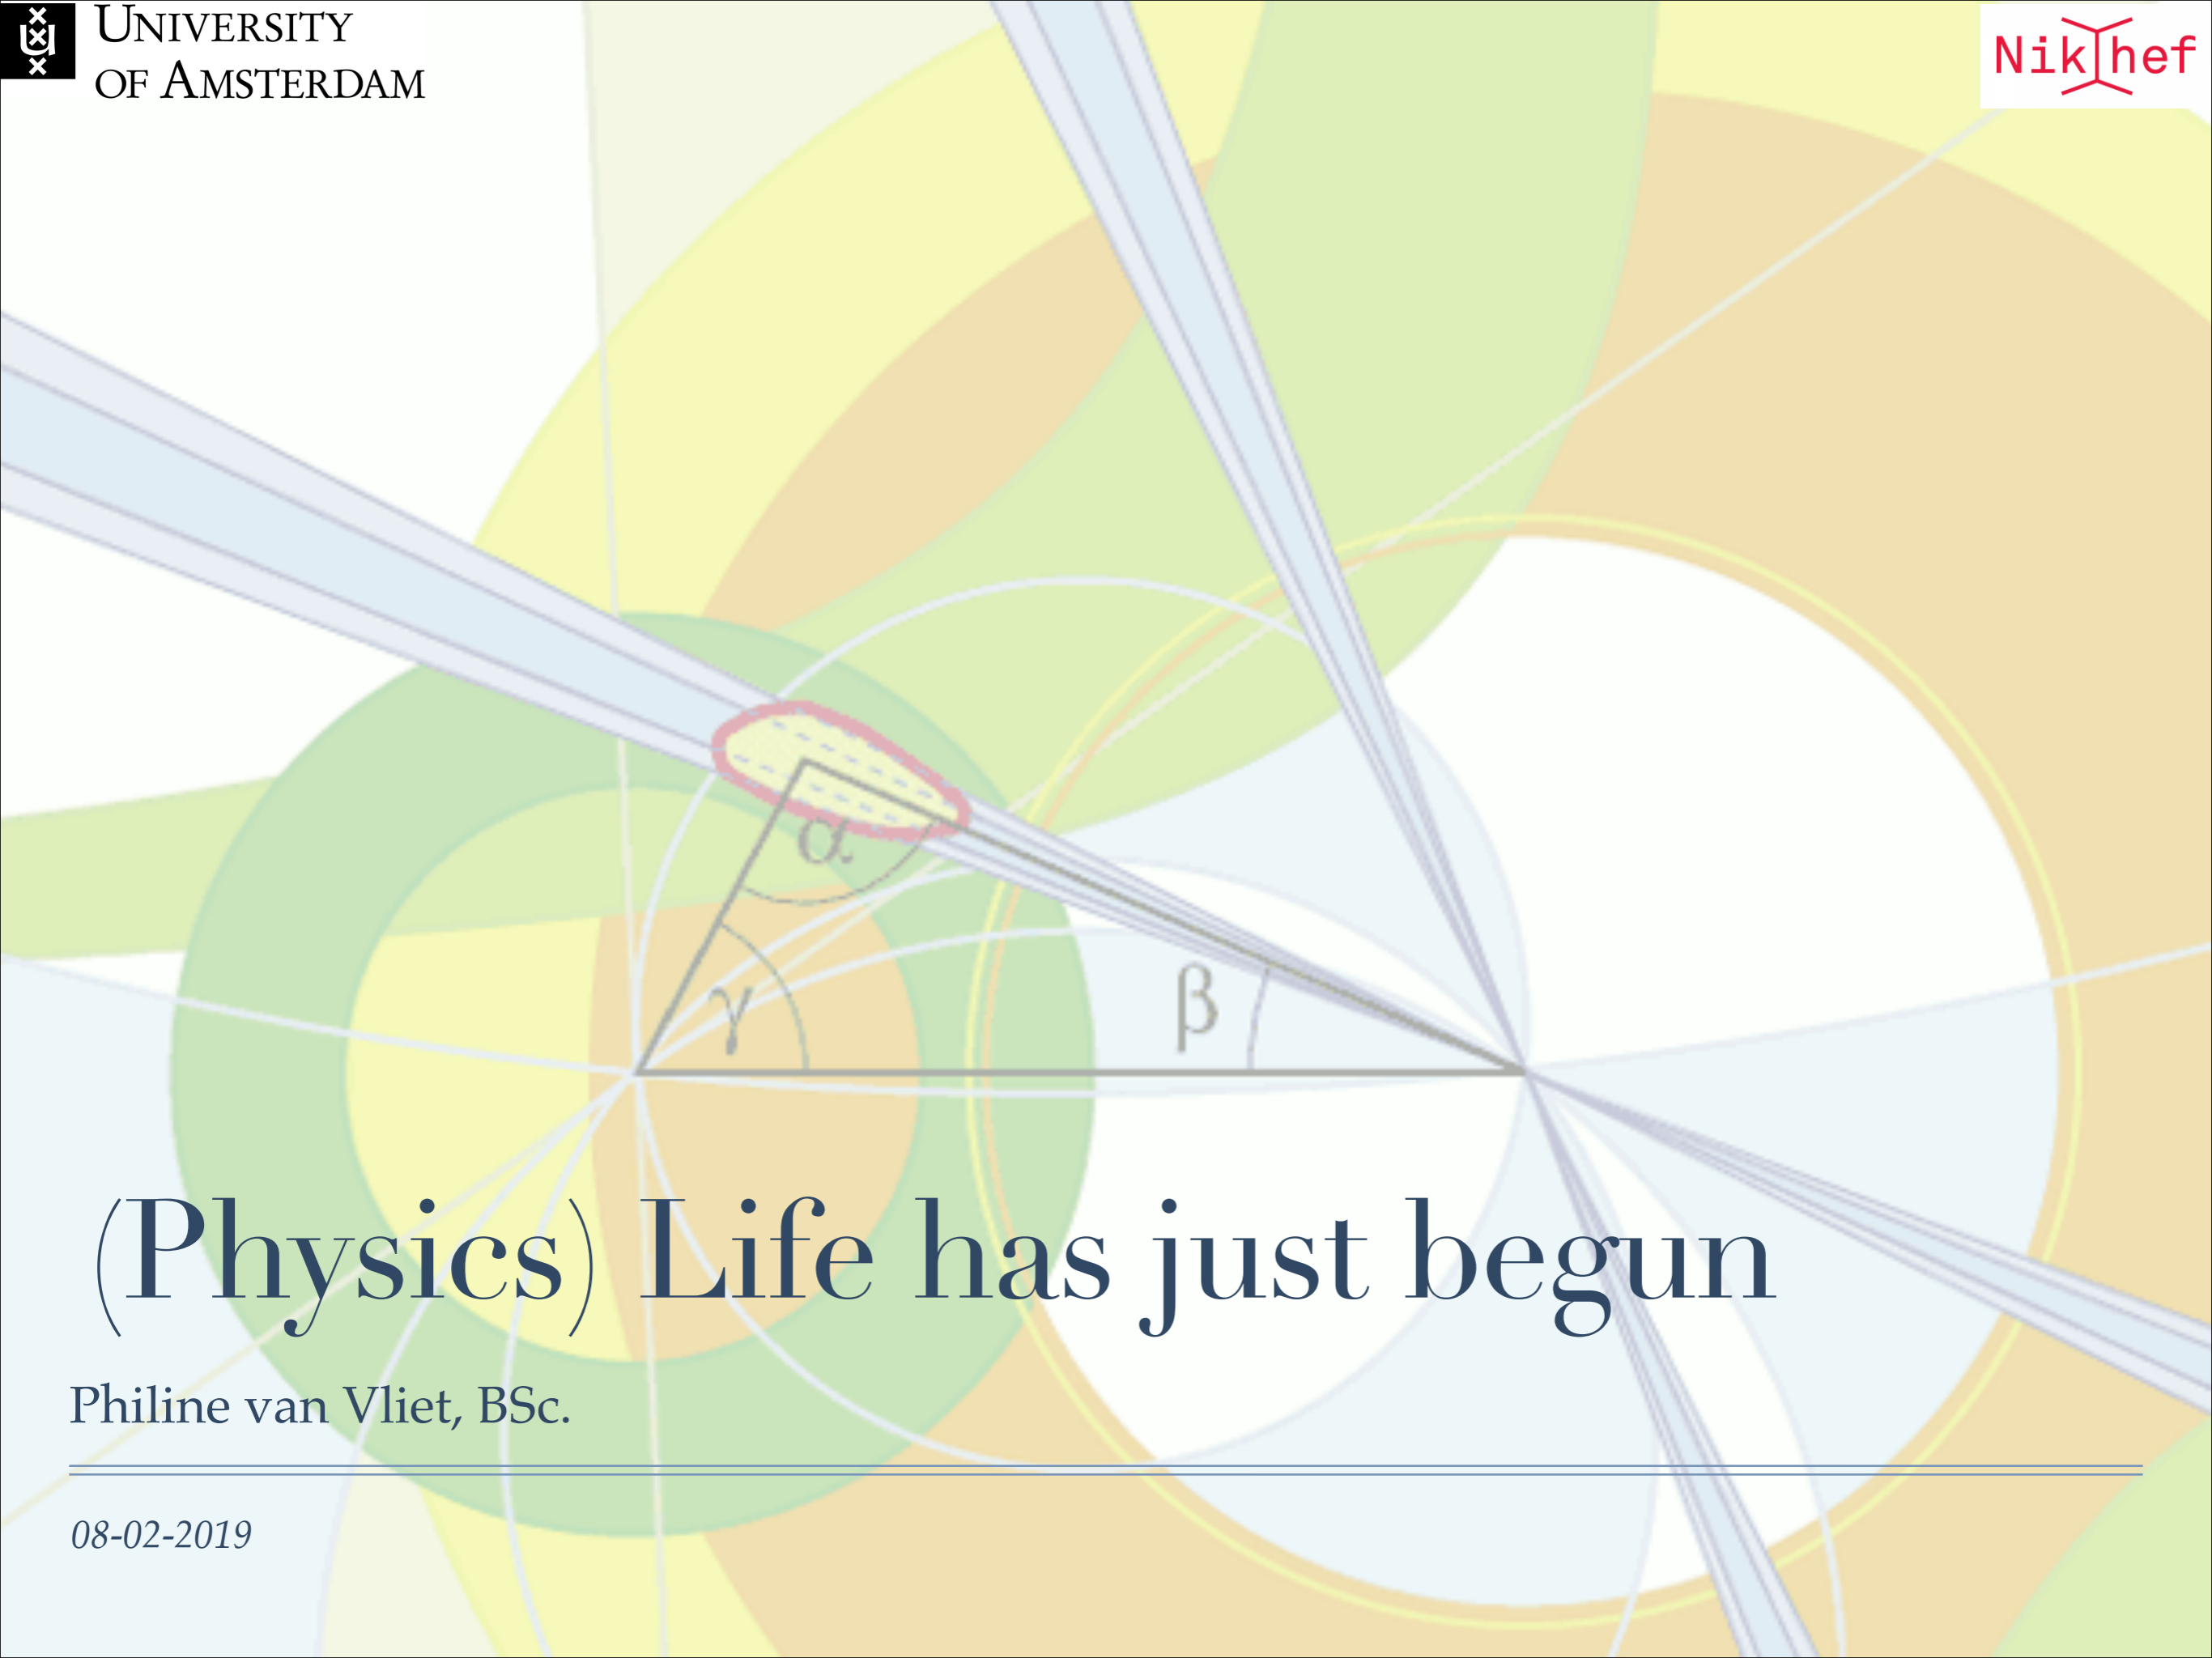 UNIVERSITY
OF AMSTERDAM
Nikhef
α
γ
β
(Physics) Life has just begun
Philine van Vliet, BSc.
08-02-2019